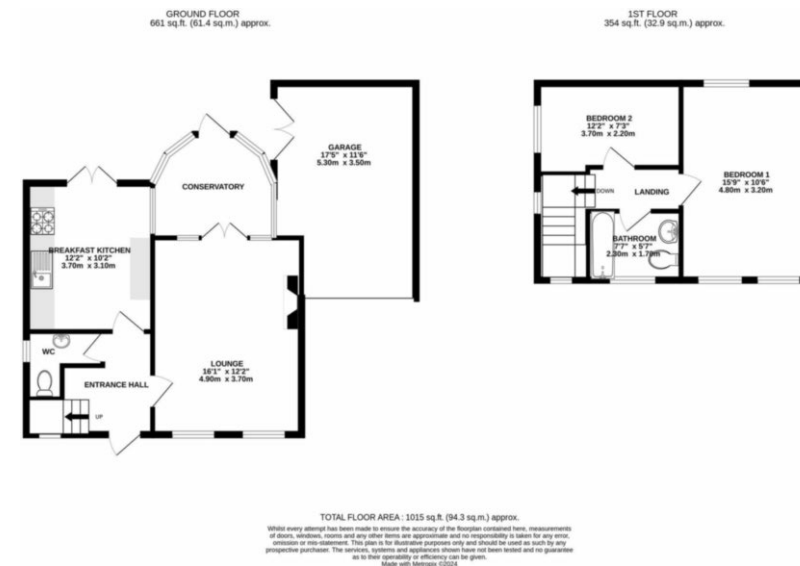 GROUND FLOOR
661 sq.ft. (61.4 sq.m.) approx.
1ST FLOOR
354 sq.ft. (32.9 sq.m.) approx.
GARAGE
17'5" x 11'6"
5.30m x 3.50m
CONSERVATORY
BREAKFAST KITCHEN
12'2" x 10'2"
3.70m x 3.10m
WC
ENTRANCE HALL
UP
LOUNGE
16'1" x 12'2"
4.90m x 3.70m
BEDROOM 2
12'2" x 7'3"
3.70m x 2.20m
BEDROOM 1
15'9" x 10'6"
4.80m x 3.20m
DOWN
LANDING
BATHROOM
7'7" x 5'7"
2.30m x 1.70m
TOTAL FLOOR AREA : 1015 sq.ft. (94.3 sq.m.) approx.
Whilst every attempt has been made to ensure the accuracy of the floorplan contained here, measurements
of doors, windows, rooms and any other items are approximate and no responsibility is taken for any error,
omission or mis-statement. This plan is for illustrative purposes only and should be used as such by any
prospective purchaser. The services, systems and appliances shown have not been tested and no guarantee
as to their operability or efficiency can be given.
Made with Metropix ©2024